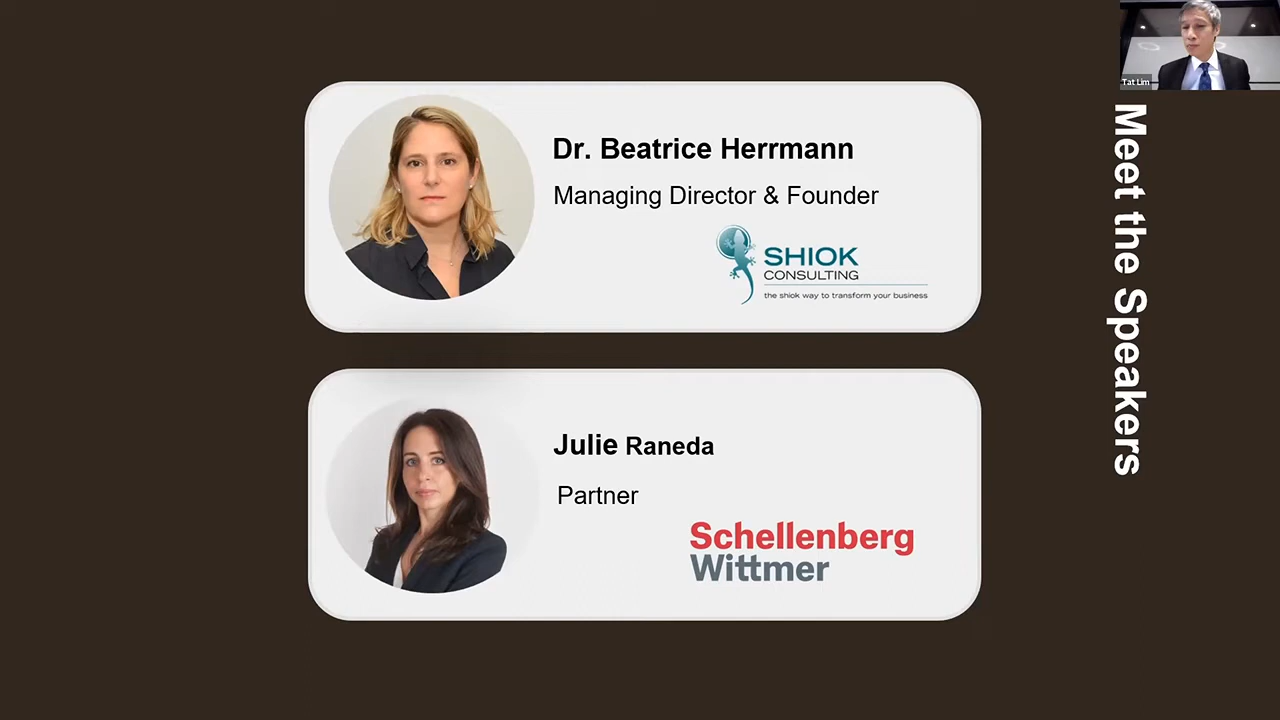 Tat Lim
Meet the Speakers
Dr. Beatrice Herrmann
Managing Director & Founder
SHIOK
CONSULTING
the shiok way to transform your business
Julie Raneda
Partner
Schellenberg
Wittmer